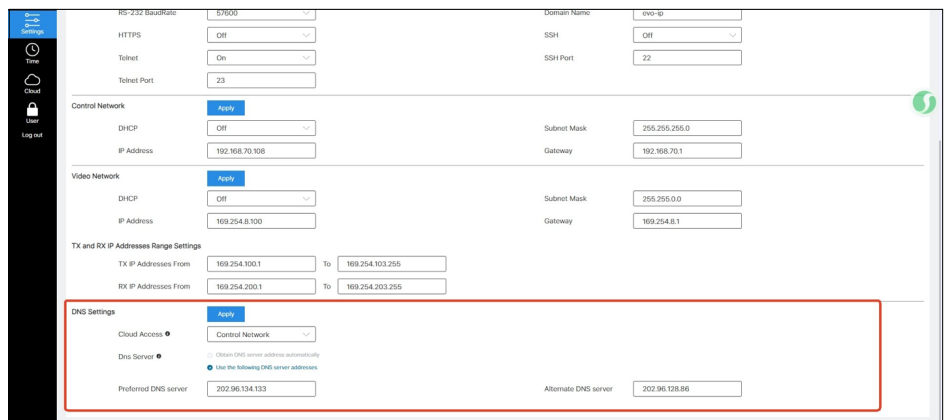 Settings
Time
Cloud
User
Log out
RS-232 BaudRate 57600 Domain Name evo-ip
HTTPS Off SSH Off
Telnet On SSH Port 22
Telnet Port 23
Control Network Apply
DHCP Off Subnet Mask 255.255.255.0
IP Address 192.168.70.108 Gateway 192.168.70.1
Video Network Apply
DHCP Off Subnet Mask 255.255.0.0
IP Address 169.254.8.100 Gateway 169.254.8.1
TX and RX IP Addresses Range Settings
TX IP Addresses From 169.254.100.1 To 169.254.103.255
RX IP Addresses From 169.254.200.1 To 169.254.203.255
DNS Settings Apply
Cloud Access Control Network
Dns Server Obtain DNS server address automatically
Use the following DNS server addresses
Preferred DNS server 202.96.134.133 Alternate DNS server 202.96.128.86